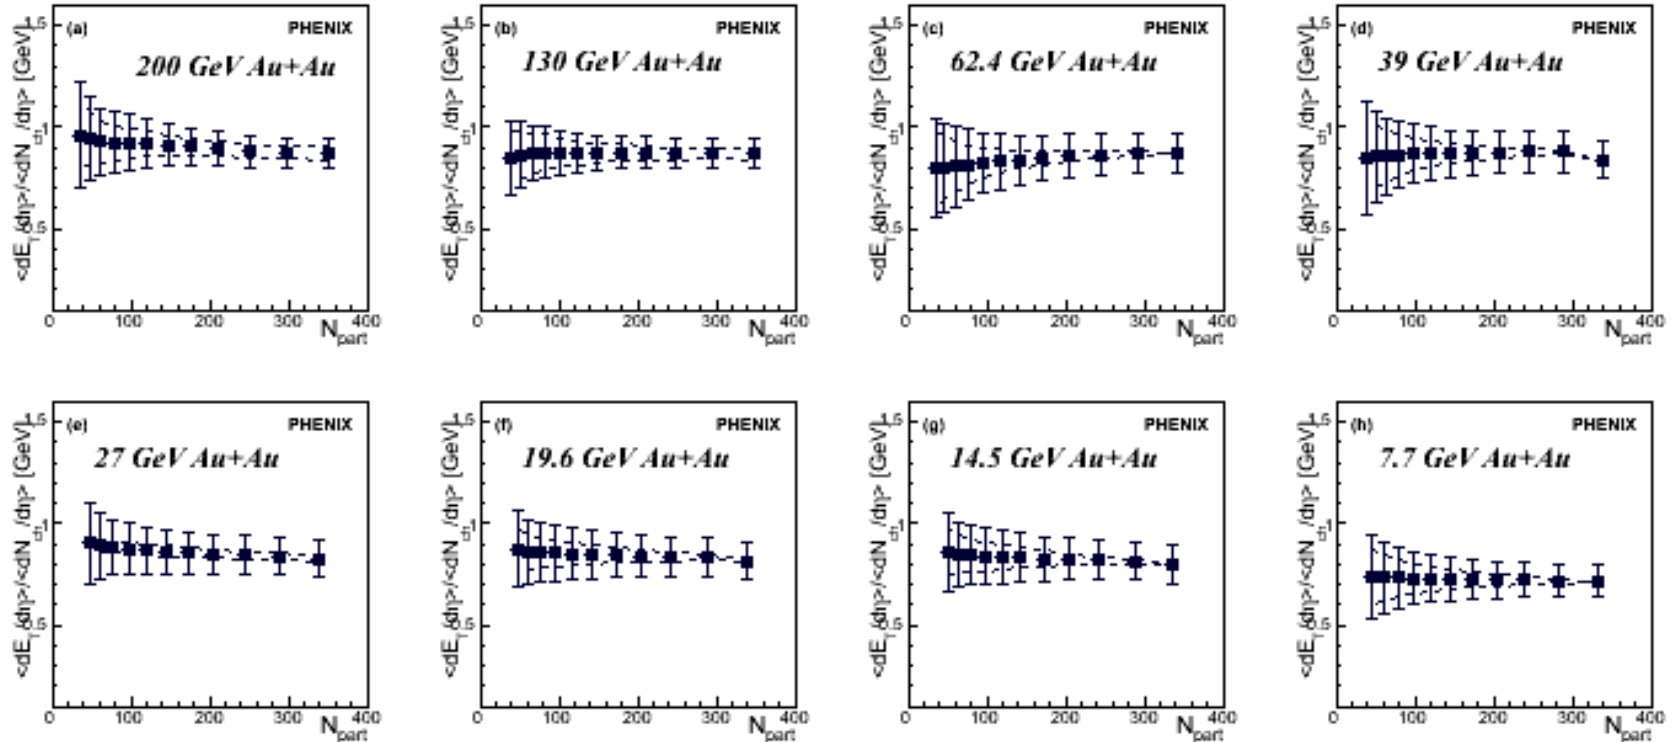 (a) PHENIX
200 GeV Au+Au
<dE_T/dη>/<dN_ch/dη> [GeV]
1.5
1
0.5
0 100 200 300 400
N_part
(b) PHENIX
130 GeV Au+Au
<dE_T/dη>/<dN_ch/dη> [GeV]
1.5
1
0.5
0 100 200 300 400
N_part
(c) PHENIX
62.4 GeV Au+Au
<dE_T/dη>/<dN_ch/dη> [GeV]
1.5
1
0.5
0 100 200 300 400
N_part
(d) PHENIX
39 GeV Au+Au
<dE_T/dη>/<dN_ch/dη> [GeV]
1.5
1
0.5
0 100 200 300 400
N_part
(e) PHENIX
27 GeV Au+Au
<dE_T/dη>/<dN_ch/dη> [GeV]
1.5
1
0.5
0 100 200 300 400
N_part
(f) PHENIX
19.6 GeV Au+Au
<dE_T/dη>/<dN_ch/dη> [GeV]
1.5
1
0.5
0 100 200 300 400
N_part
(g) PHENIX
14.5 GeV Au+Au
<dE_T/dη>/<dN_ch/dη> [GeV]
1.5
1
0.5
0 100 200 300 400
N_part
(h) PHENIX
7.7 GeV Au+Au
<dE_T/dη>/<dN_ch/dη> [GeV]
1.5
1
0.5
0 100 200 300 400
N_part